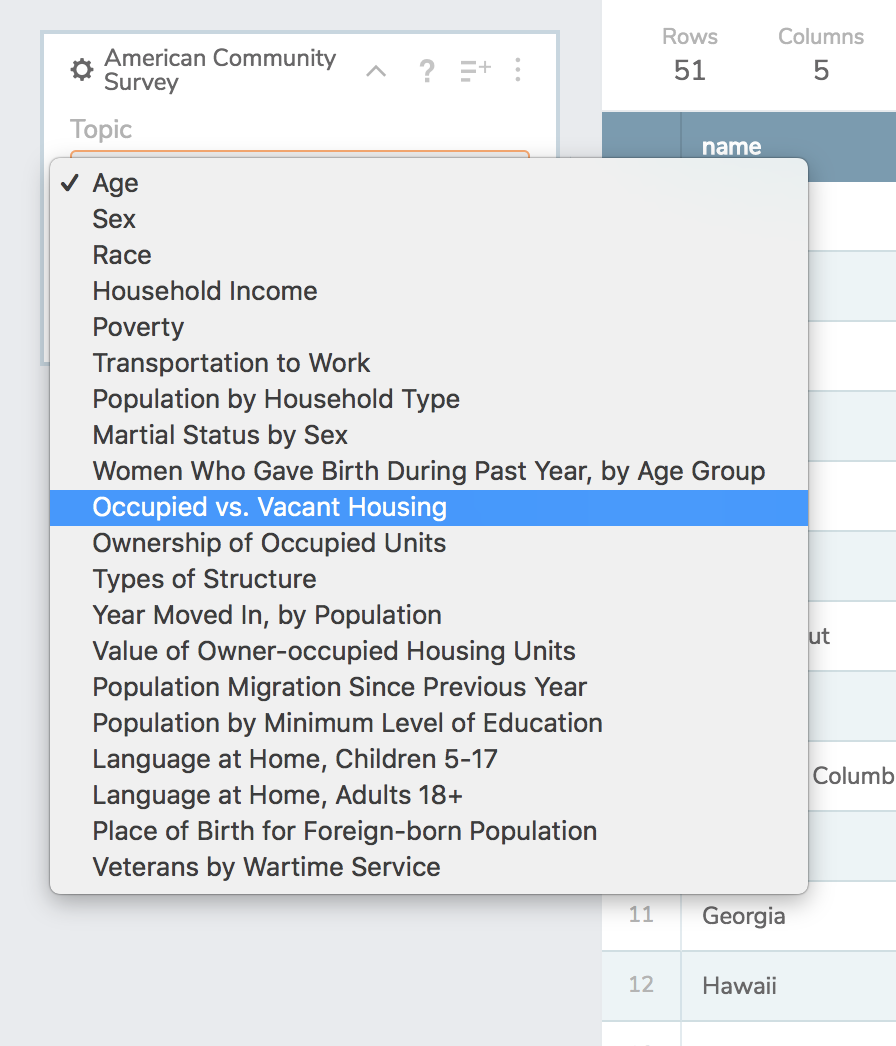 American Community
Survey
?
Topic
Rows
51
Columns
5
name
✓ Age
Sex
Race
Household Income
Poverty
Transportation to Work
Population by Household Type
Martial Status by Sex
Women Who Gave Birth During Past Year, by Age Group
Occupied vs. Vacant Housing
Ownership of Occupied Units
Types of Structure
Year Moved In, by Population
Value of Owner-occupied Housing Units
Population Migration Since Previous Year
Population by Minimum Level of Education
Language at Home, Children 5-17
Language at Home, Adults 18+
Place of Birth for Foreign-born Population
Veterans by Wartime Service
ut
Columb
11 Georgia
12 Hawaii